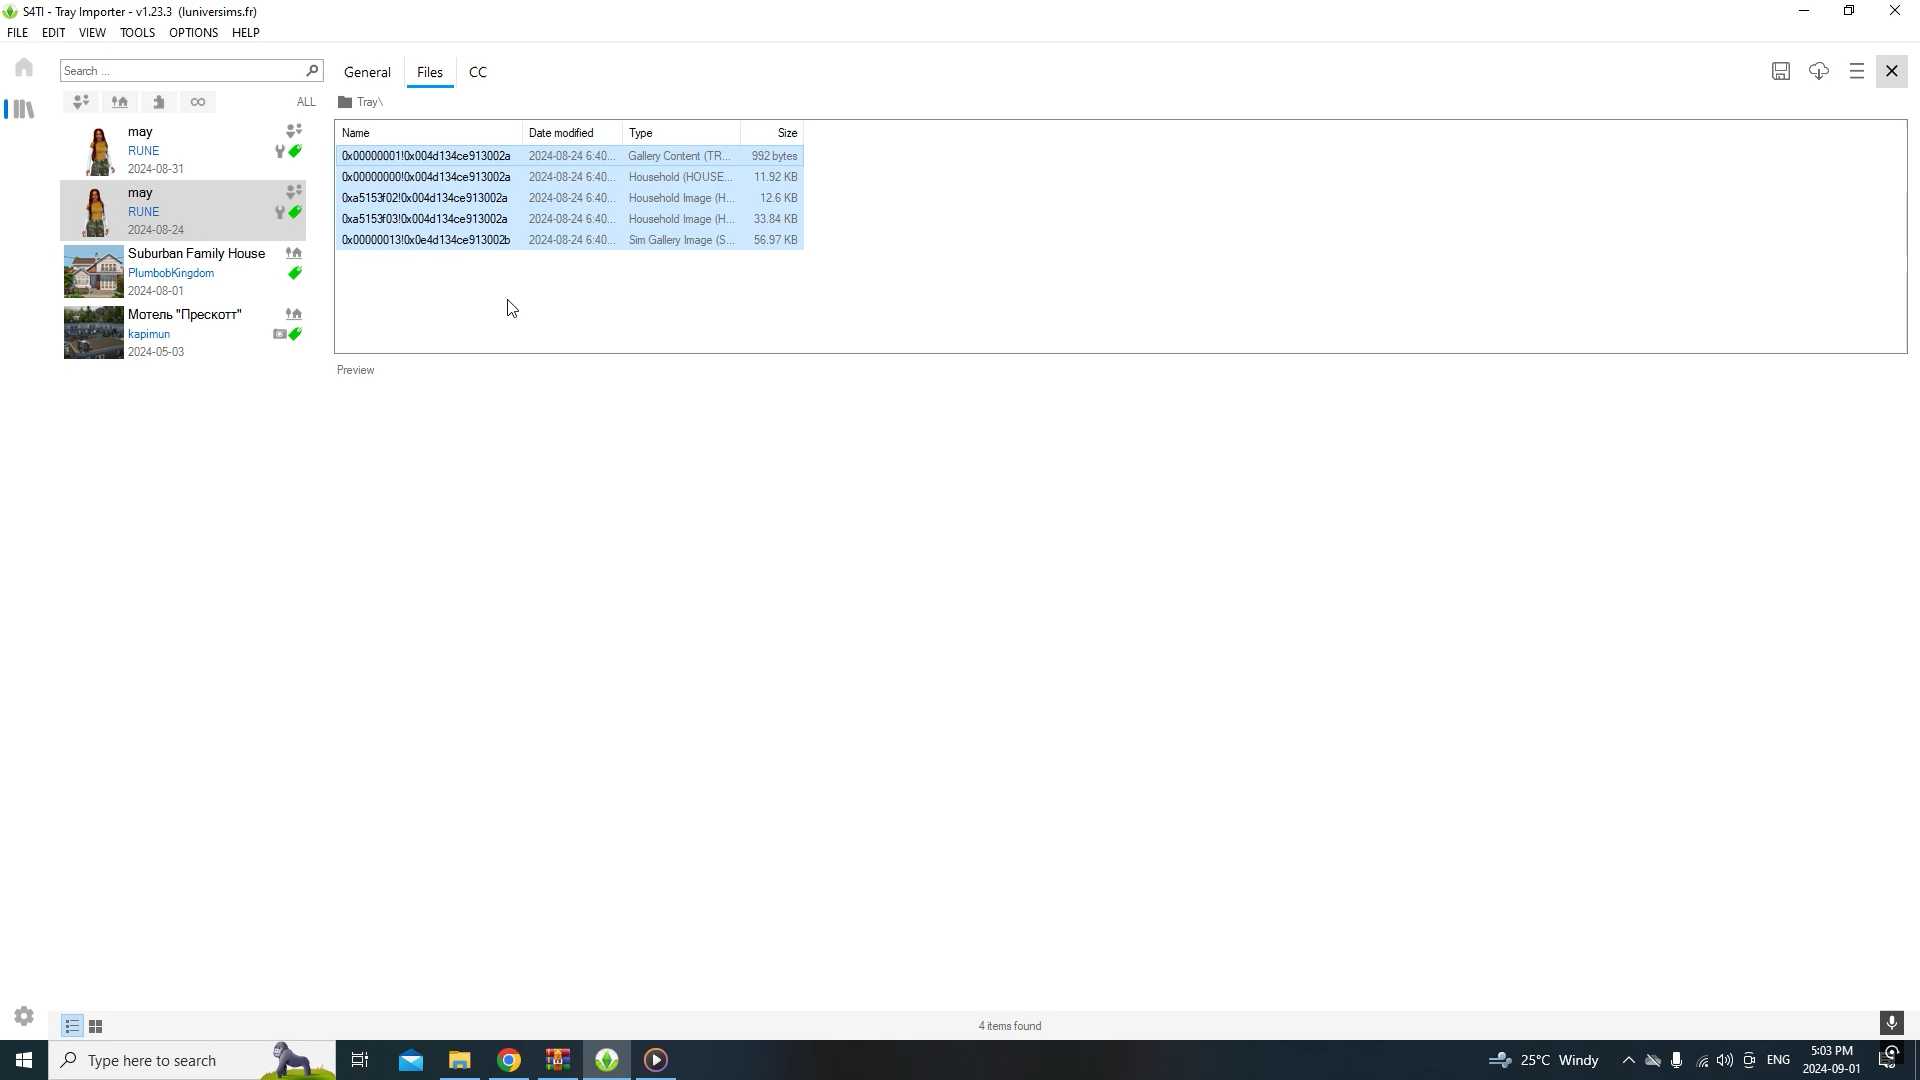 S4TI - Tray Importer - v1.23.3 (luniversims.fr)
FILE EDIT VIEW TOOLS OPTIONS HELP
Search ...
General Files CC
ALL
Tray\
may
RUNE
2024-08-31
may
RUNE
2024-08-24
Suburban Family House
PlumbobKingdom
2024-08-01
Мотель "Прескотт"
kapimun
2024-05-03
Name Date modified Type Size
0x00000001!0x004d134ce913002a 2024-08-24 6:40... Gallery Content (TR... 992 bytes
0x00000000!0x004d134ce913002a 2024-08-24 6:40... Household (HOUSE... 11.92 KB
0xa5153f02!0x004d134ce913002a 2024-08-24 6:40... Household Image (H... 12.6 KB
0xa5153f03!0x004d134ce913002a 2024-08-24 6:40... Household Image (H... 33.84 KB
0x00000013!0x0e4d134ce913002b 2024-08-24 6:40... Sim Gallery Image (S... 56.97 KB
Preview
4 items found
Type here to search
25°C Windy
ENG
5:03 PM
2024-09-01